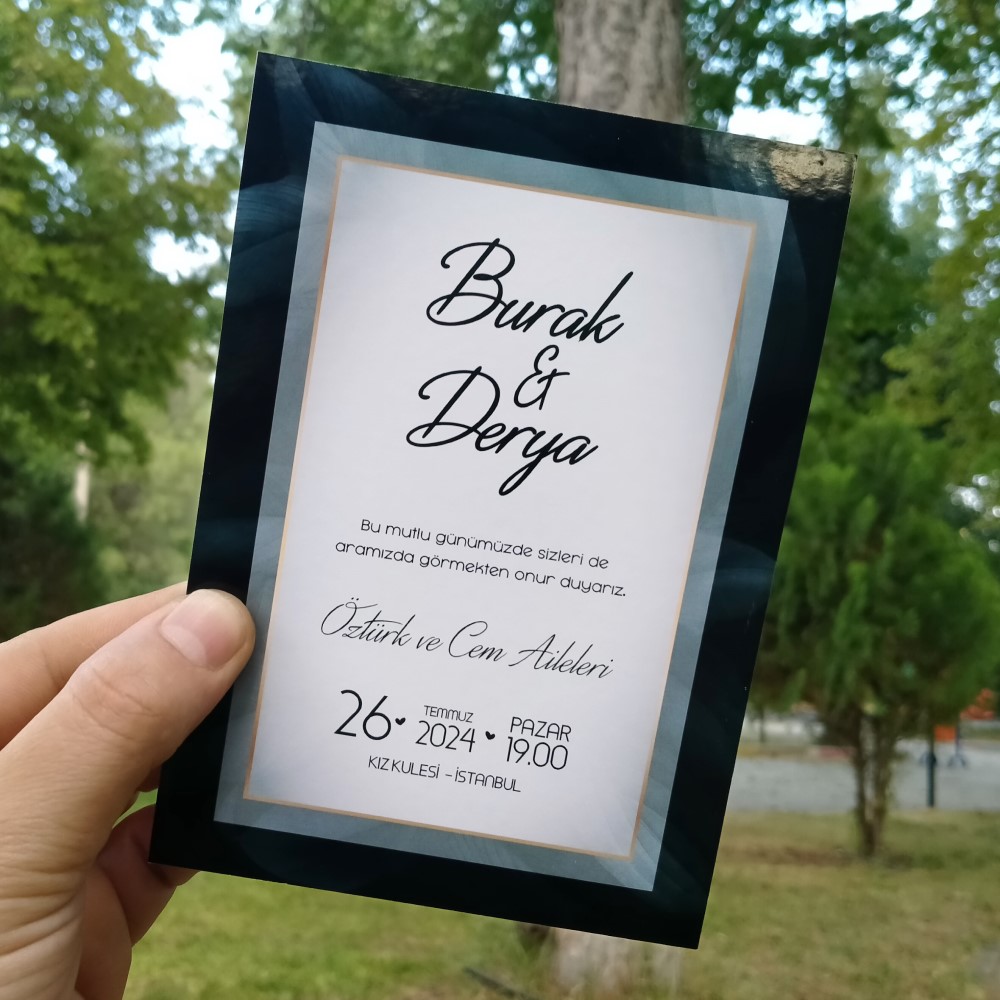 Burak
&
Derya
Bu mutlu günümüzde sizleri de
aramızda görmekten onur duyarız.
Öztürk ve Cem Aileleri
26 ♥ TEMMUZ 2024 ♥ PAZAR 19.00
KIZ KULESİ - İSTANBUL